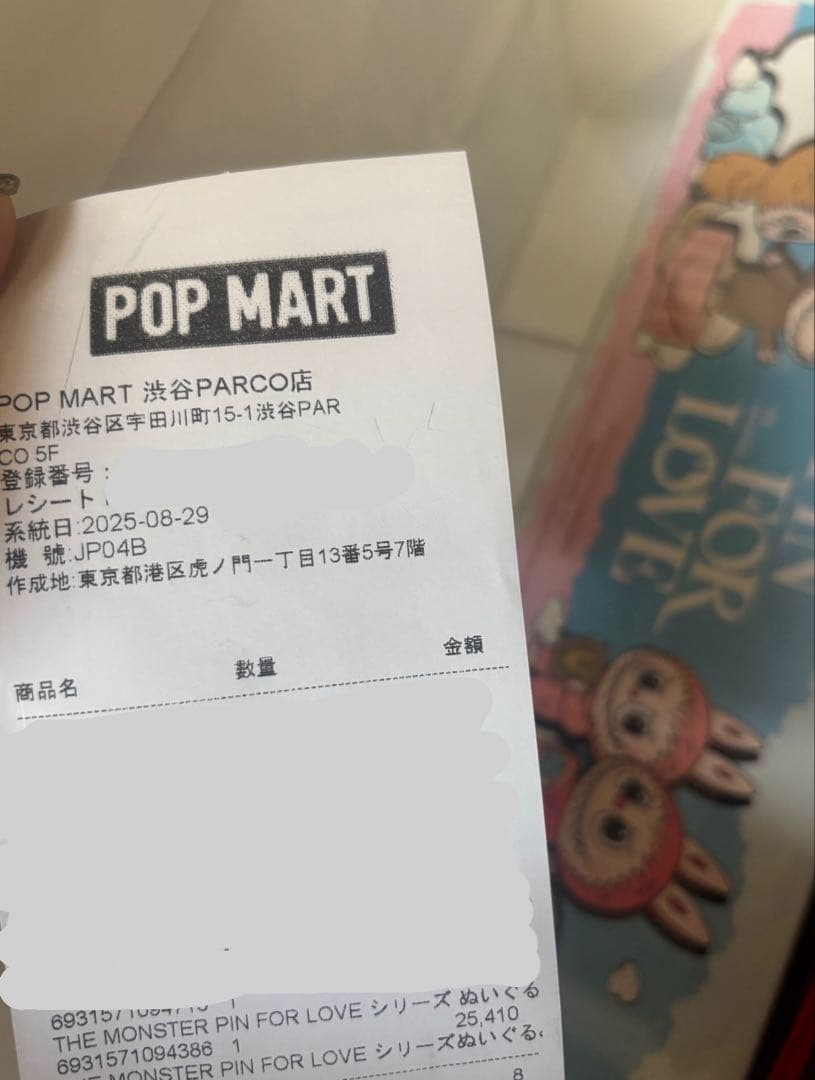 POP MART
POP MART 渋谷PARCO店
東京都渋谷区宇田川町15-1渋谷PAR
CO 5F
登録番号:
レシート
系統日:2025-08-29
機 號:JP04B
作成地:東京都港区虎ノ門一丁目13番5号7階
商品名 数量 金額
1
THE MONSTER PIN FOR LOVE シリーズ ぬいぐる
25,410
6931571094386 1
THE MONSTER PIN FOR LOVE シリーズぬいぐる
8
PIN
FOR
LOVE